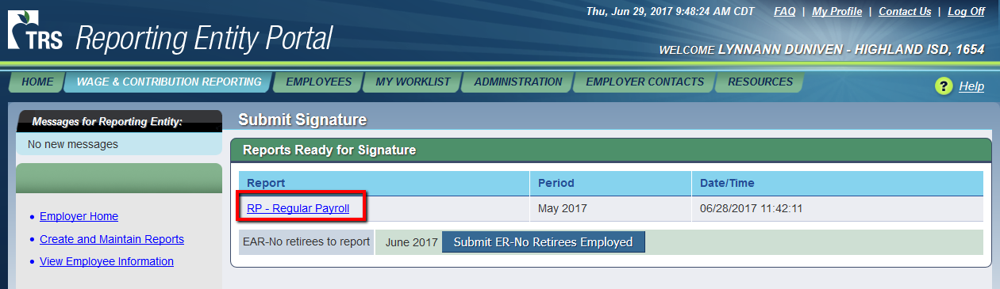 Thu, Jun 29, 2017 9:48:24 AM CDT FAQ | My Profile | Contact Us | Log Off
TRS Reporting Entity Portal
WELCOME LYNNANN DUNIVEN - HIGHLAND ISD, 1654
HOME WAGE & CONTRIBUTION REPORTING EMPLOYEES MY WORKLIST ADMINISTRATION EMPLOYER CONTACTS RESOURCES ? Help
Messages for Reporting Entity:
No new messages
Employer Home
Create and Maintain Reports
View Employee Information
Submit Signature
Reports Ready for Signature
Report Period Date/Time
RP - Regular Payroll May 2017 06/28/2017 11:42:11
EAR-No retirees to report June 2017 Submit ER-No Retirees Employed